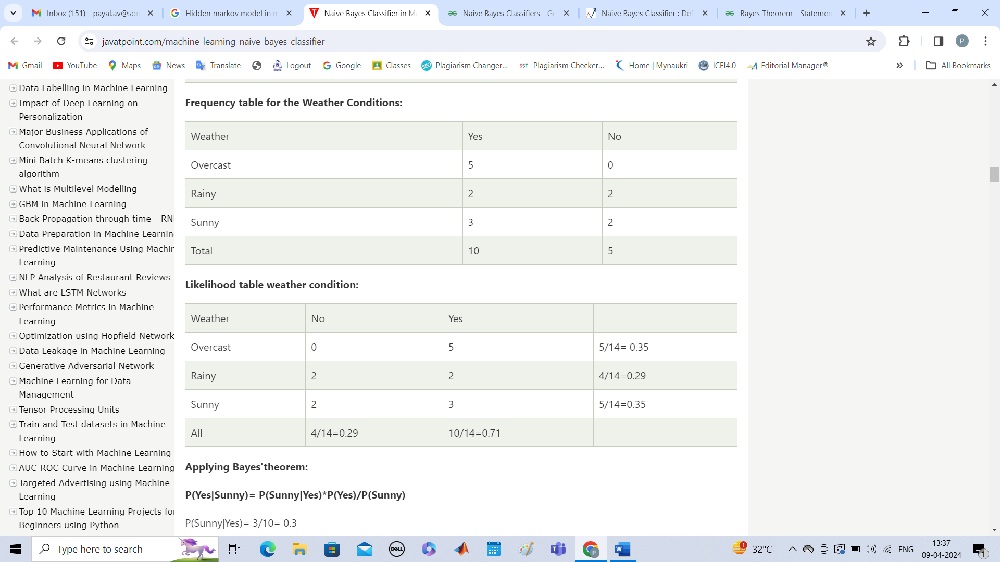 Inbox (151) - payal.av@son
Hidden markov model in m
Naive Bayes Classifier in M
Naive Bayes Classifiers - Ge
Naive Bayes Classifier : Def
Bayes Theorem - Statemen
javatpoint.com/machine-learning-naive-bayes-classifier
P
Gmail
YouTube
Maps
News
Translate
Logout
Google
Classes
Plagiarism Changer...
SST Plagiarism Checker...
Home | Mynaukri
ICEI4.0
Editorial Manager®
All Bookmarks
Data Labelling in Machine Learning
Impact of Deep Learning on
Personalization
Major Business Applications of
Convolutional Neural Network
Mini Batch K-means clustering
algorithm
What is Multilevel Modelling
GBM in Machine Learning
Back Propagation through time - RNN
Data Preparation in Machine Learning
Predictive Maintenance Using Machin
Learning
NLP Analysis of Restaurant Reviews
What are LSTM Networks
Performance Metrics in Machine
Learning
Optimization using Hopfield Network
Data Leakage in Machine Learning
Generative Adversarial Network
Machine Learning for Data
Management
Tensor Processing Units
Train and Test datasets in Machine
Learning
How to Start with Machine Learning
AUC-ROC Curve in Machine Learning
Targeted Advertising using Machine
Learning
Top 10 Machine Learning Projects for
Beginners using Python
Frequency table for the Weather Conditions:
Weather Yes No
Overcast 5 0
Rainy 2 2
Sunny 3 2
Total 10 5
Likelihood table weather condition:
Weather No Yes
Overcast 0 5 5/14= 0.35
Rainy 2 2 4/14=0.29
Sunny 2 3 5/14=0.35
All 4/14=0.29 10/14=0.71
Applying Bayes'theorem:
P(Yes|Sunny)= P(Sunny|Yes)*P(Yes)/P(Sunny)
P(Sunny|Yes)= 3/10= 0.3
Type here to search
DELL
1
32°C
ENG
13:37
09-04-2024
1